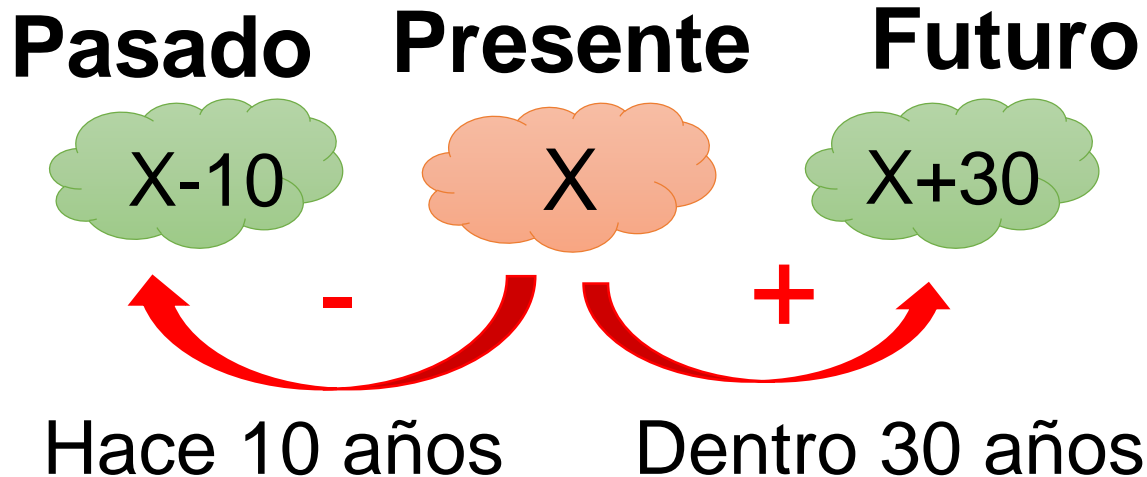 Pasado Presente Futuro
X-10 X X+30
- +
Hace 10 años Dentro 30 años